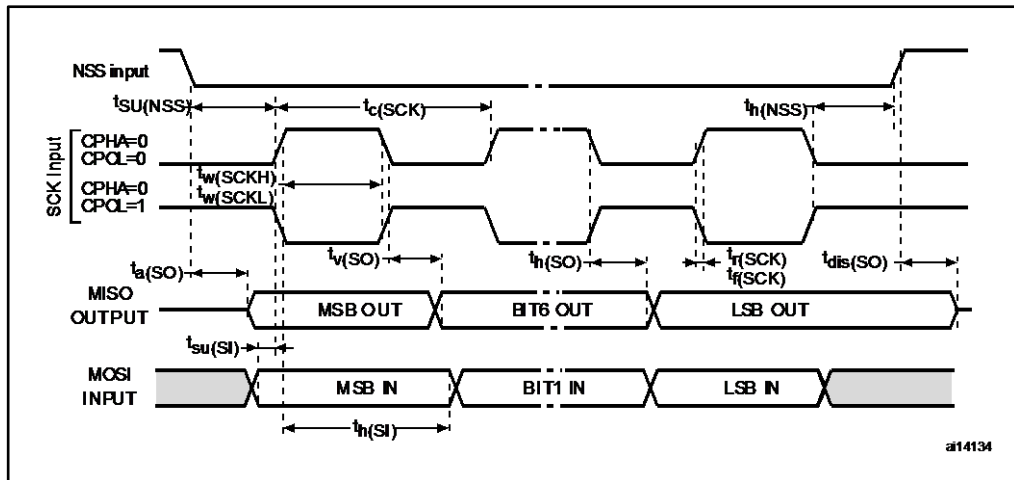 NSS input
tSU(NSS)
tc(SCK)
th(NSS)
SCK Input
CPHA=0
CPOL=0
CPHA=0
CPOL=1
tw(SCKH)
tw(SCKL)
ta(SO)
tv(SO)
th(SO)
tr(SCK)
tf(SCK)
tdis(SO)
MISO
OUTPUT
MSB OUT
BIT6 OUT
LSB OUT
tsu(SI)
MOSI
INPUT
MSB IN
BIT1 IN
LSB IN
th(SI)
ai14134